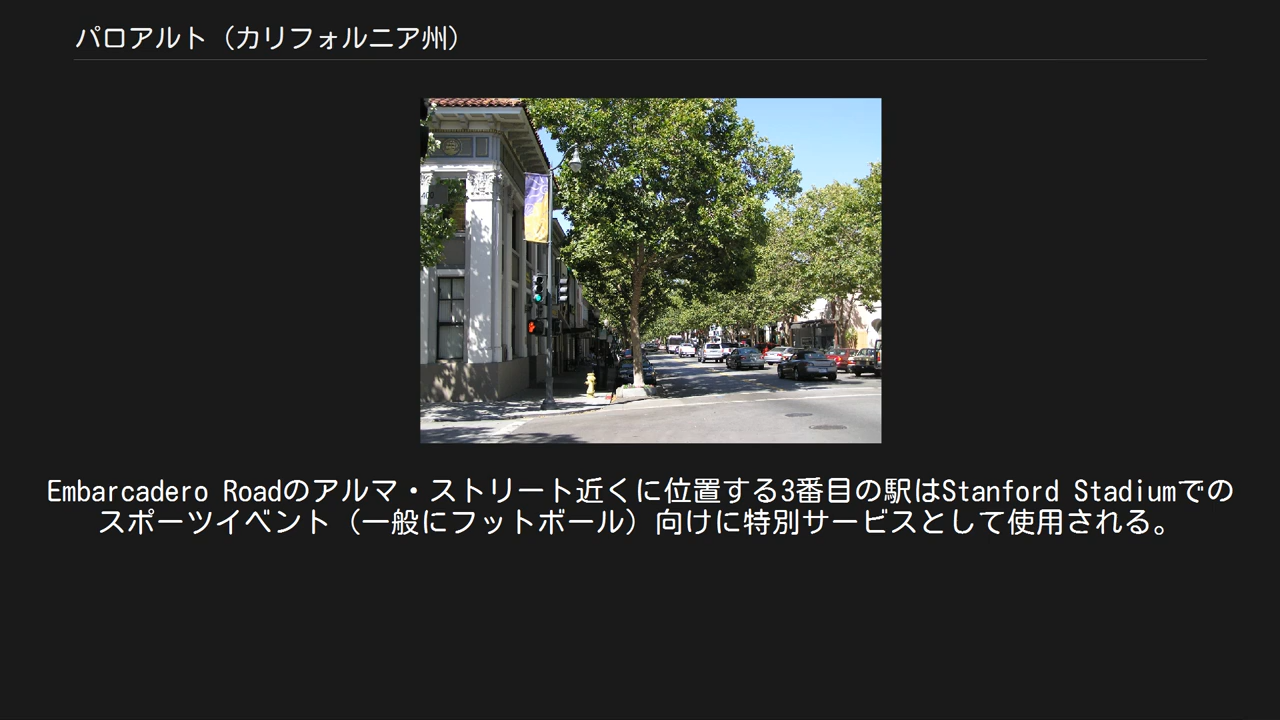 パロアルト（カリフォルニア州）
Embarcadero Roadのアルマ・ストリート近くに位置する3番目の駅はStanford Stadiumでの
スポーツイベント（一般にフットボール）向けに特別サービスとして使用される。